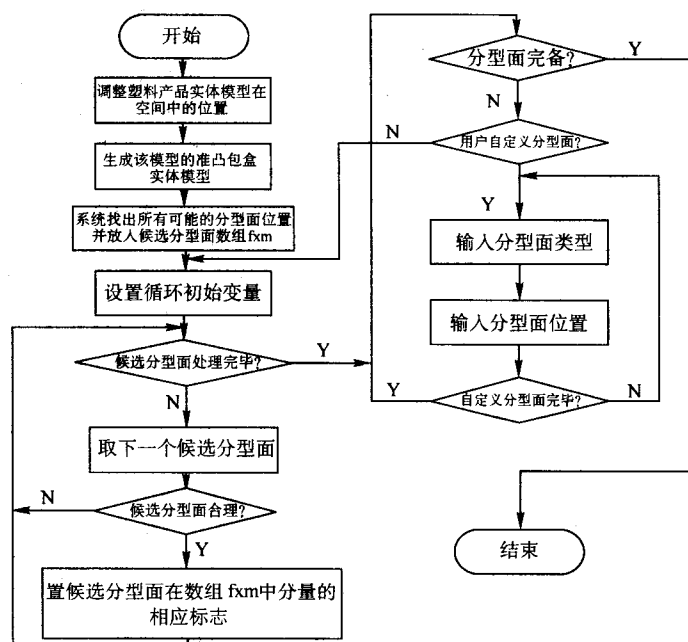 开始
调整塑料产品实体模型在
空间中的位置
生成该模型的准凸包盒
实体模型
系统找出所有可能的分型面位置
并放入候选分型面数组fxm
设置循环初始变量
候选分型面处理完毕?
Y
N
取下一个候选分型面
候选分型面合理?
N
Y
置候选分型面在数组 fxm中分量的
相应标志
分型面完备?
Y
N
用户自定义分型面?
N
Y
输入分型面类型
输入分型面位置
自定义分型面完毕?
Y
N
结束